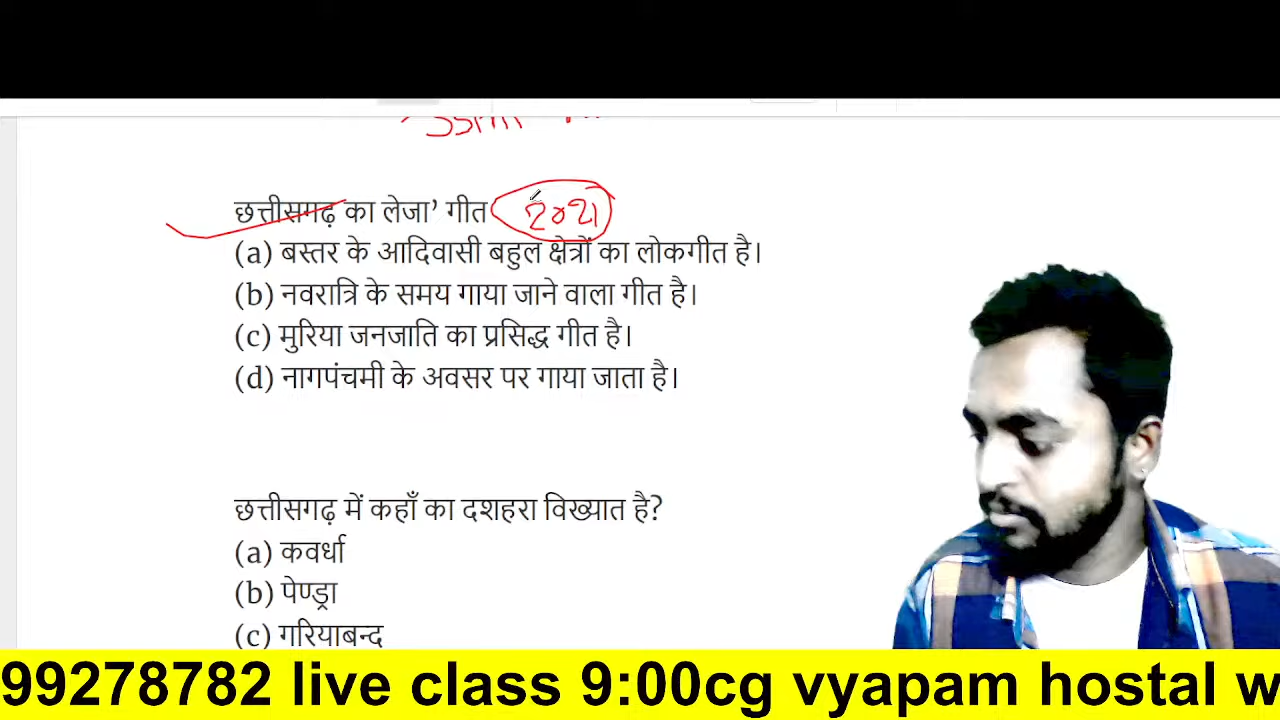 छत्तीसगढ़ का लेजा’ गीत 2021
(a) बस्तर के आदिवासी बहुल क्षेत्रों का लोकगीत है।
(b) नवरात्रि के समय गाया जाने वाला गीत है।
(c) मुरिया जनजाति का प्रसिद्ध गीत है।
(d) नागपंचमी के अवसर पर गाया जाता है।
छत्तीसगढ़ में कहाँ का दशहरा विख्यात है?
(a) कवर्धा
(b) पेण्ड्रा
(c) गरियाबन्द
99278782 live class 9:00cg vyapam hostal w